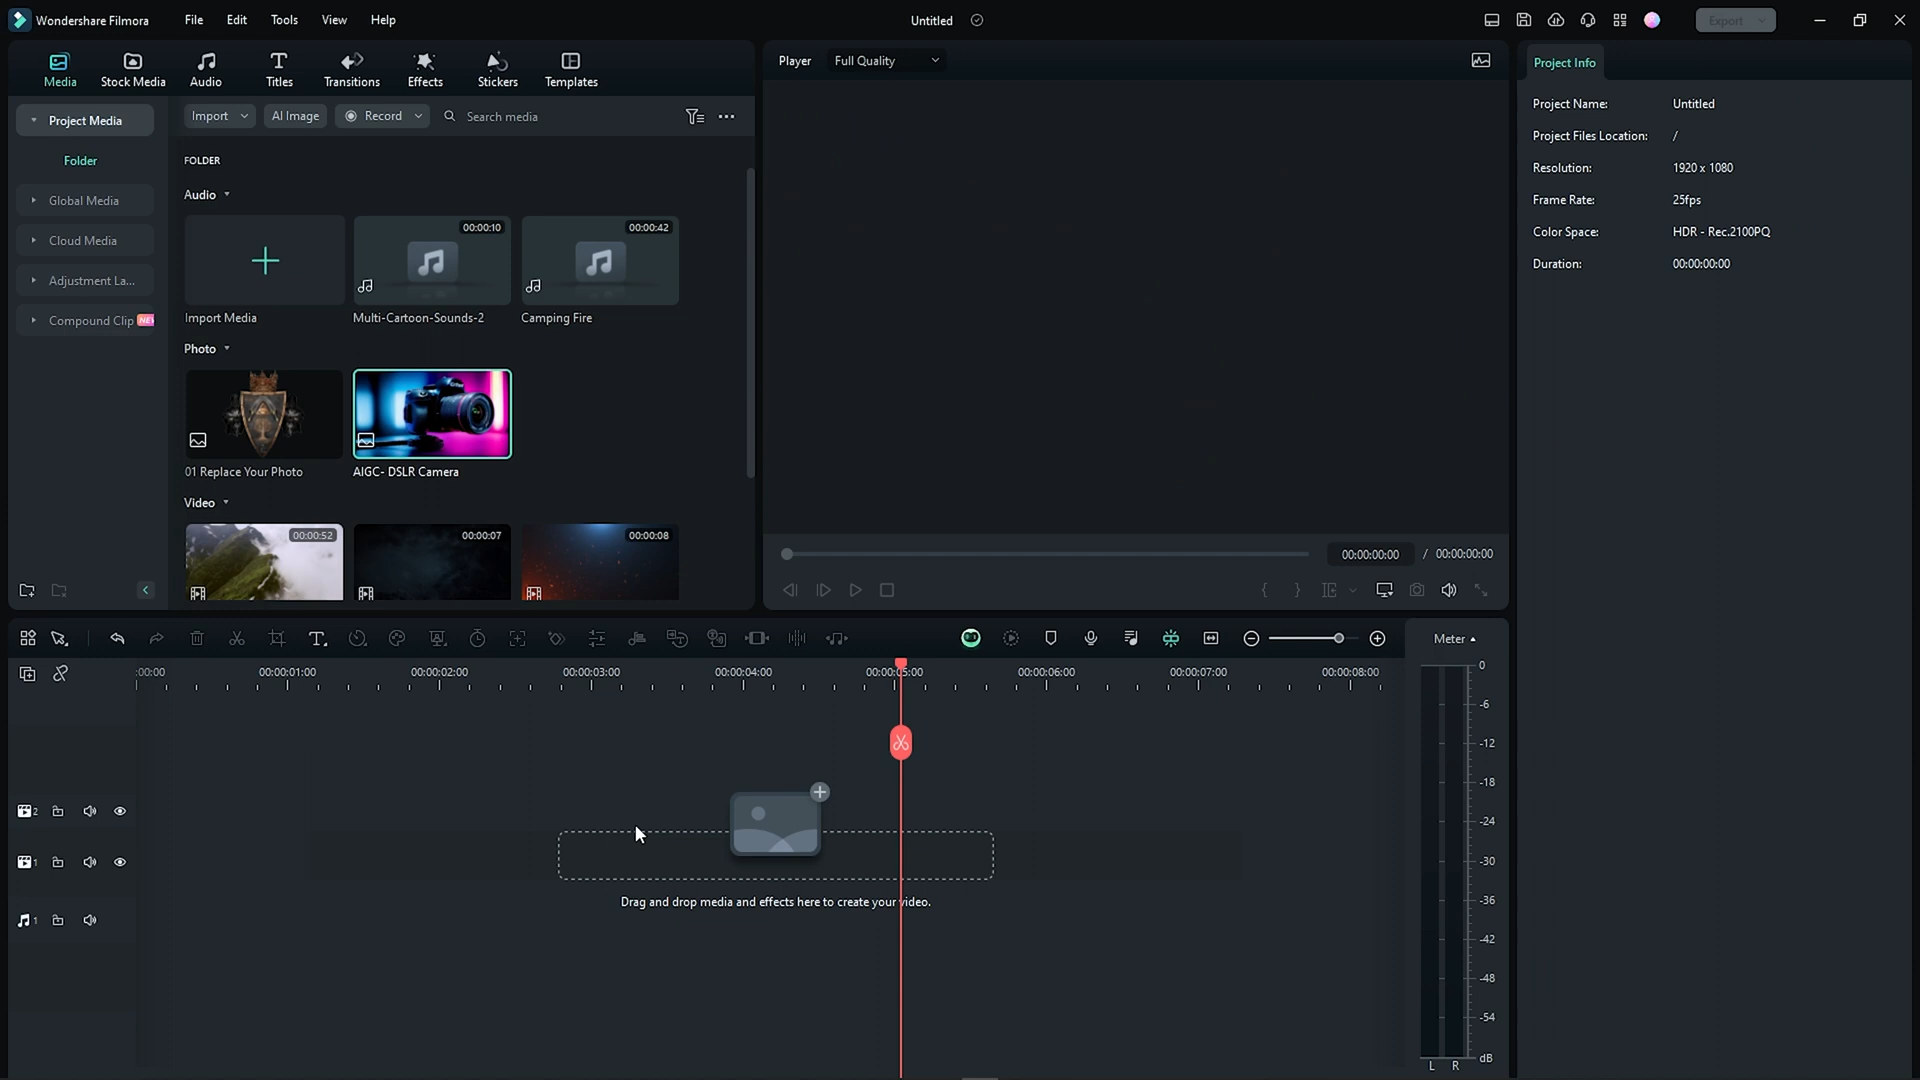 Wondershare Filmora
File
Edit
Tools
View
Help
Untitled
Export
Media
Stock Media
Audio
Titles
Transitions
Effects
Stickers
Templates
Player
Full Quality
Project Info
Project Media
Folder
Global Media
Cloud Media
Adjustment La...
Compound Clip NEW
Import
AI Image
Record
Search media
FOLDER
Audio
00:00:10
00:00:42
Import Media
Multi-Cartoon-Sounds-2
Camping Fire
Photo
01 Replace Your Photo
AIGC- DSLR Camera
Video
00:00:52
00:00:07
00:00:08
Project Name: Untitled
Project Files Location: /
Resolution: 1920 x 1080
Frame Rate: 25fps
Color Space: HDR - Rec.2100PQ
Duration: 00:00:00:00
00:00:00:00 / 00:00:00:00
Meter
:00:00
00:00:01:00
00:00:02:00
00:00:03:00
00:00:04:00
00:00:05:00
00:00:06:00
00:00:07:00
00:00:08:00
2
1
1
Drag and drop media and effects here to create your video.
0
-6
-12
-18
-24
-30
-36
-42
-48
-54
dB
L R